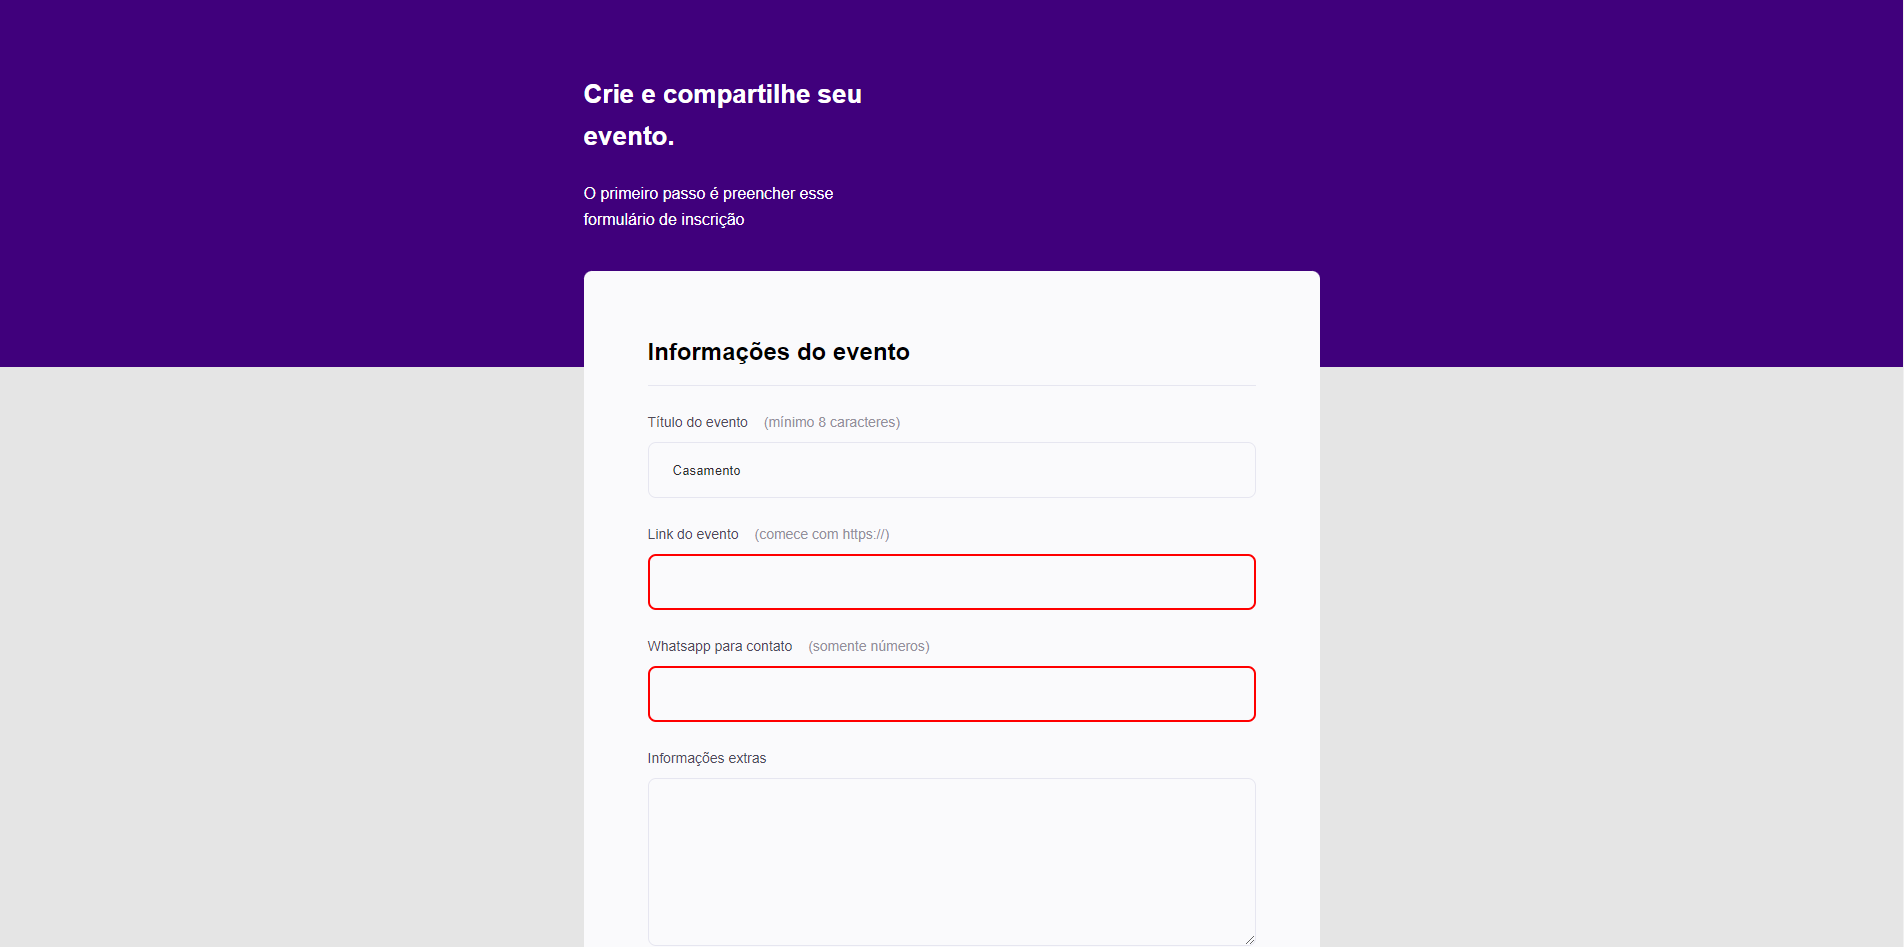 Crie e compartilhe seu
evento.
O primeiro passo é preencher esse
formulário de inscrição
Informações do evento
Título do evento (mínimo 8 caracteres)
Casamento
Link do evento (comece com https://)
Whatsapp para contato (somente números)
Informações extras